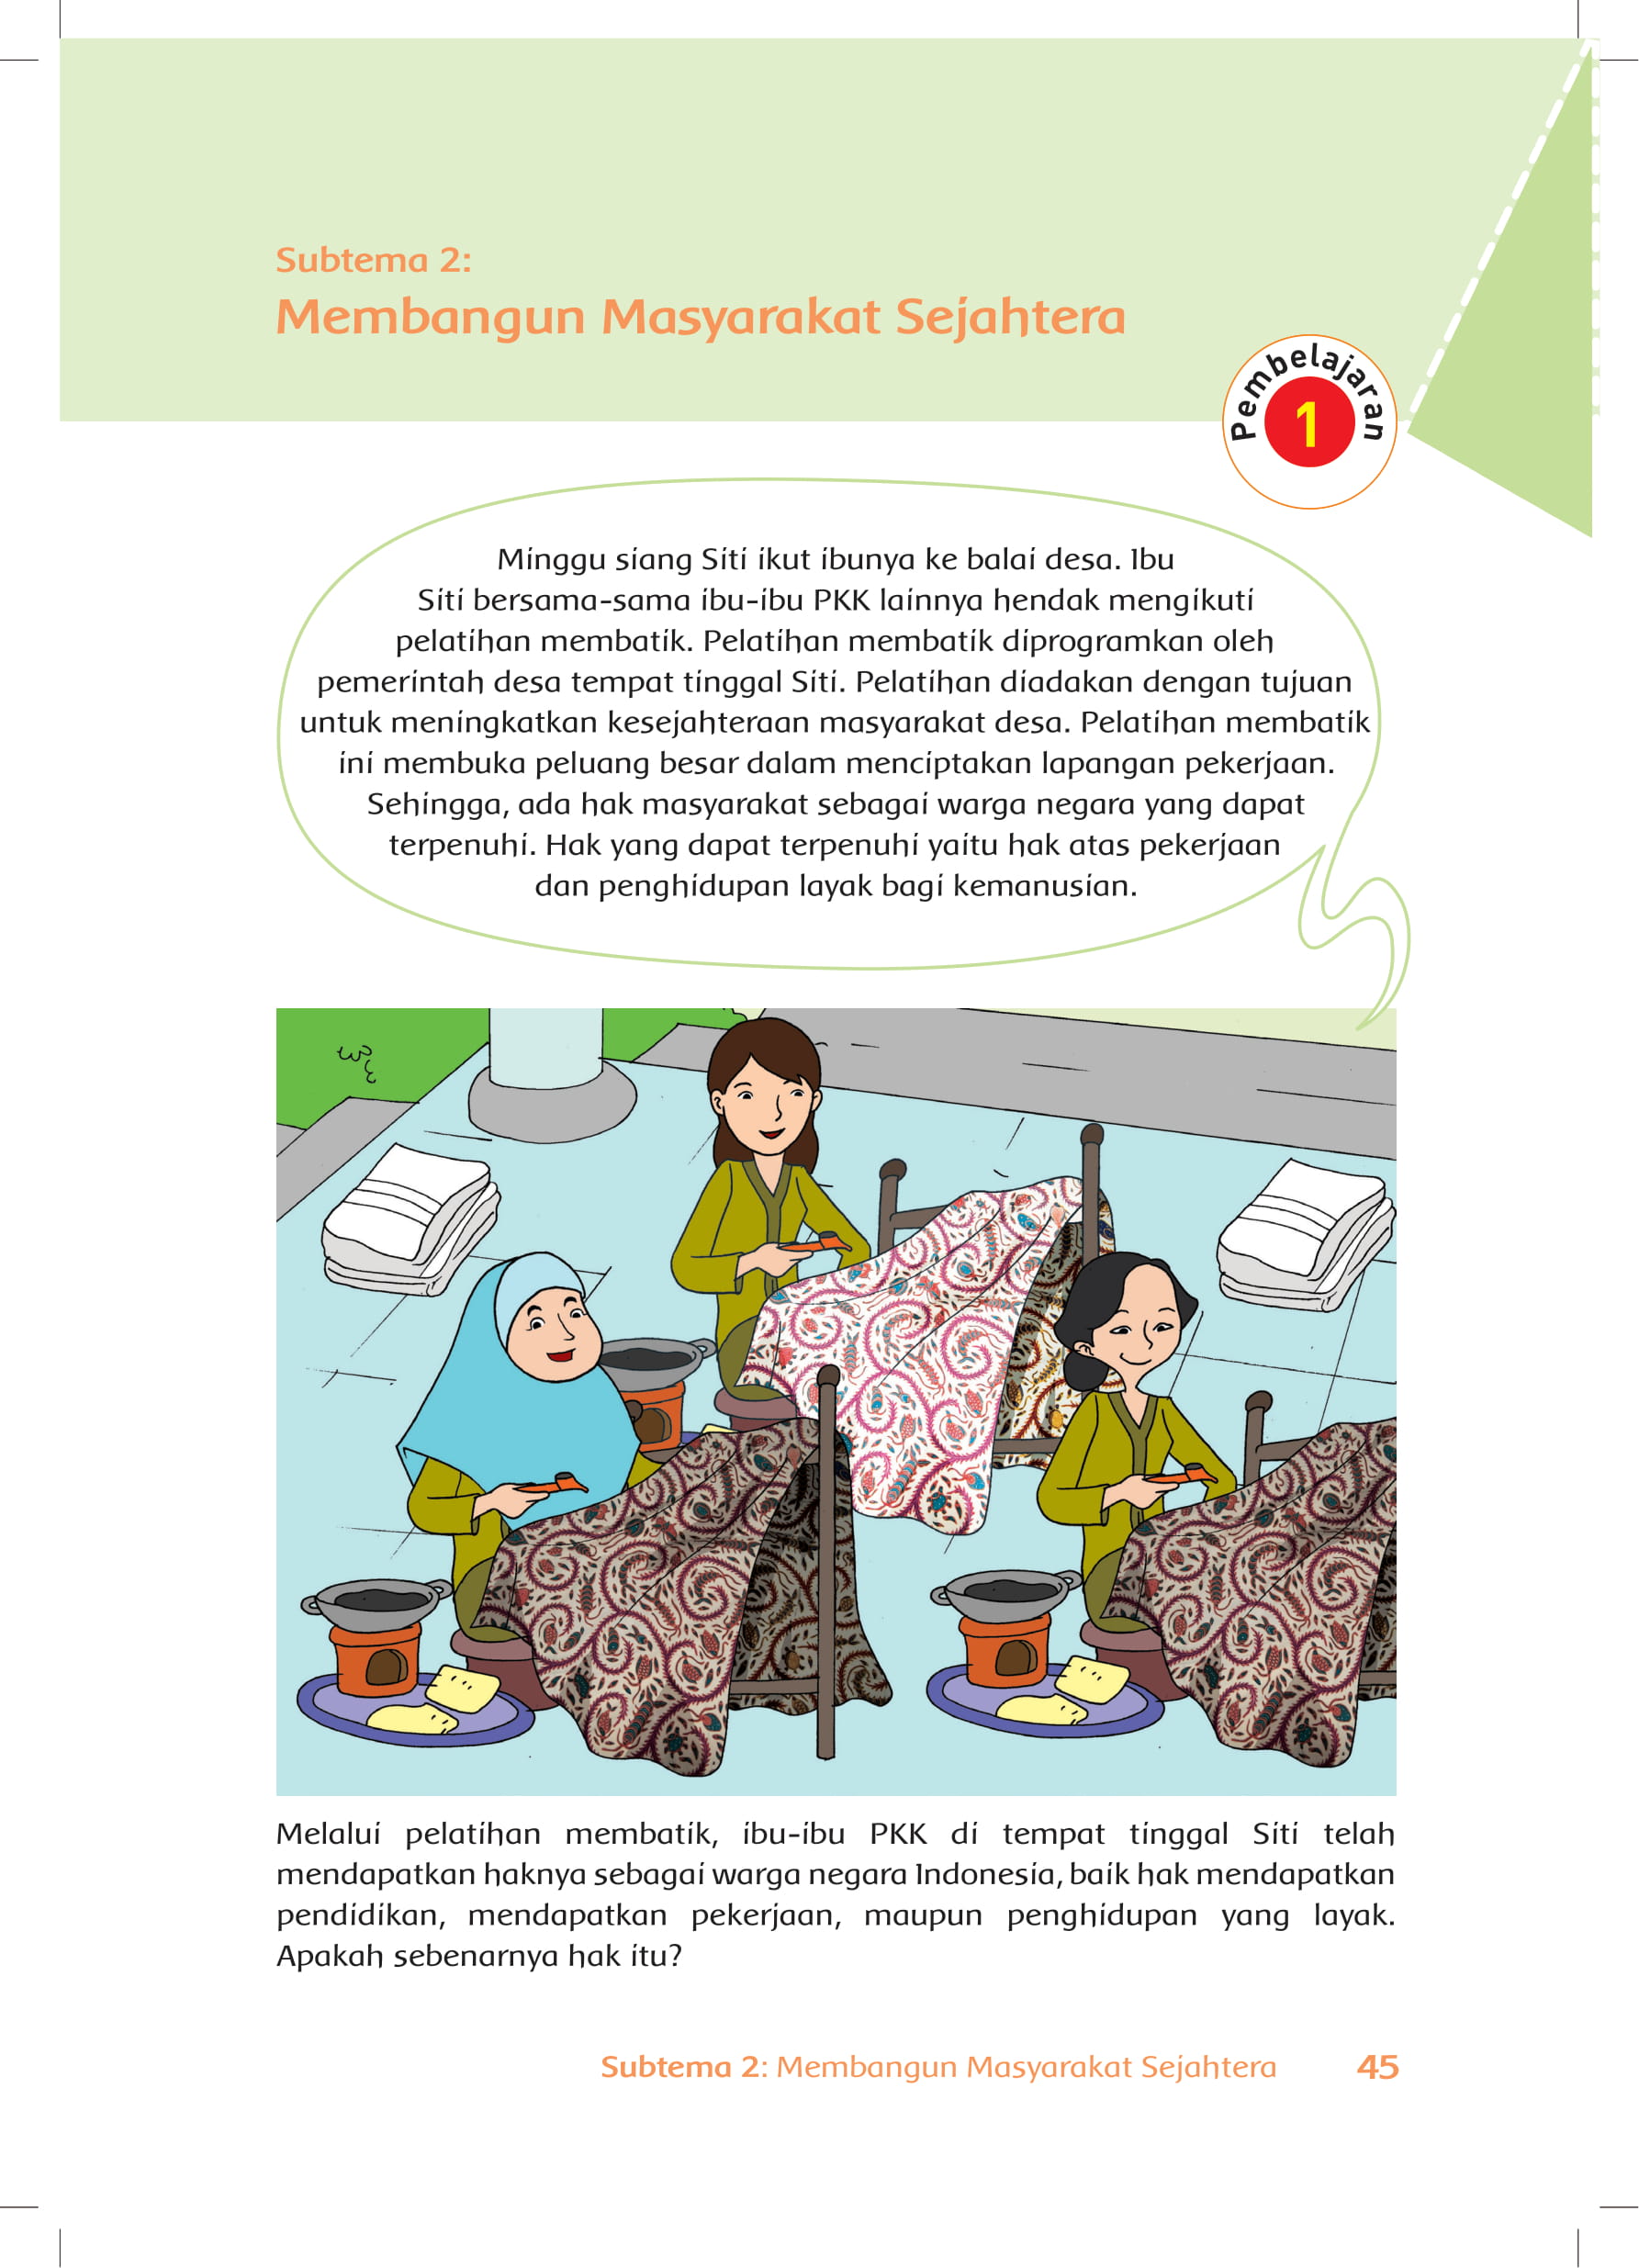 Subtema 2:
Membangun Masyarakat Sejahtera
Pembelajaran
1
Minggu siang Siti ikut ibunya ke balai desa. Ibu
Siti bersama-sama ibu-ibu PKK lainnya hendak mengikuti
pelatihan membatik. Pelatihan membatik diprogramkan oleh
pemerintah desa tempat tinggal Siti. Pelatihan diadakan dengan tujuan
untuk meningkatkan kesejahteraan masyarakat desa. Pelatihan membatik
ini membuka peluang besar dalam menciptakan lapangan pekerjaan.
Sehingga, ada hak masyarakat sebagai warga negara yang dapat
terpenuhi. Hak yang dapat terpenuhi yaitu hak atas pekerjaan
dan penghidupan layak bagi kemanusian.
Melalui pelatihan membatik, ibu-ibu PKK di tempat tinggal Siti telah
mendapatkan haknya sebagai warga negara Indonesia, baik hak mendapatkan
pendidikan, mendapatkan pekerjaan, maupun penghidupan yang layak.
Apakah sebenarnya hak itu?
Subtema 2: Membangun Masyarakat Sejahtera 45